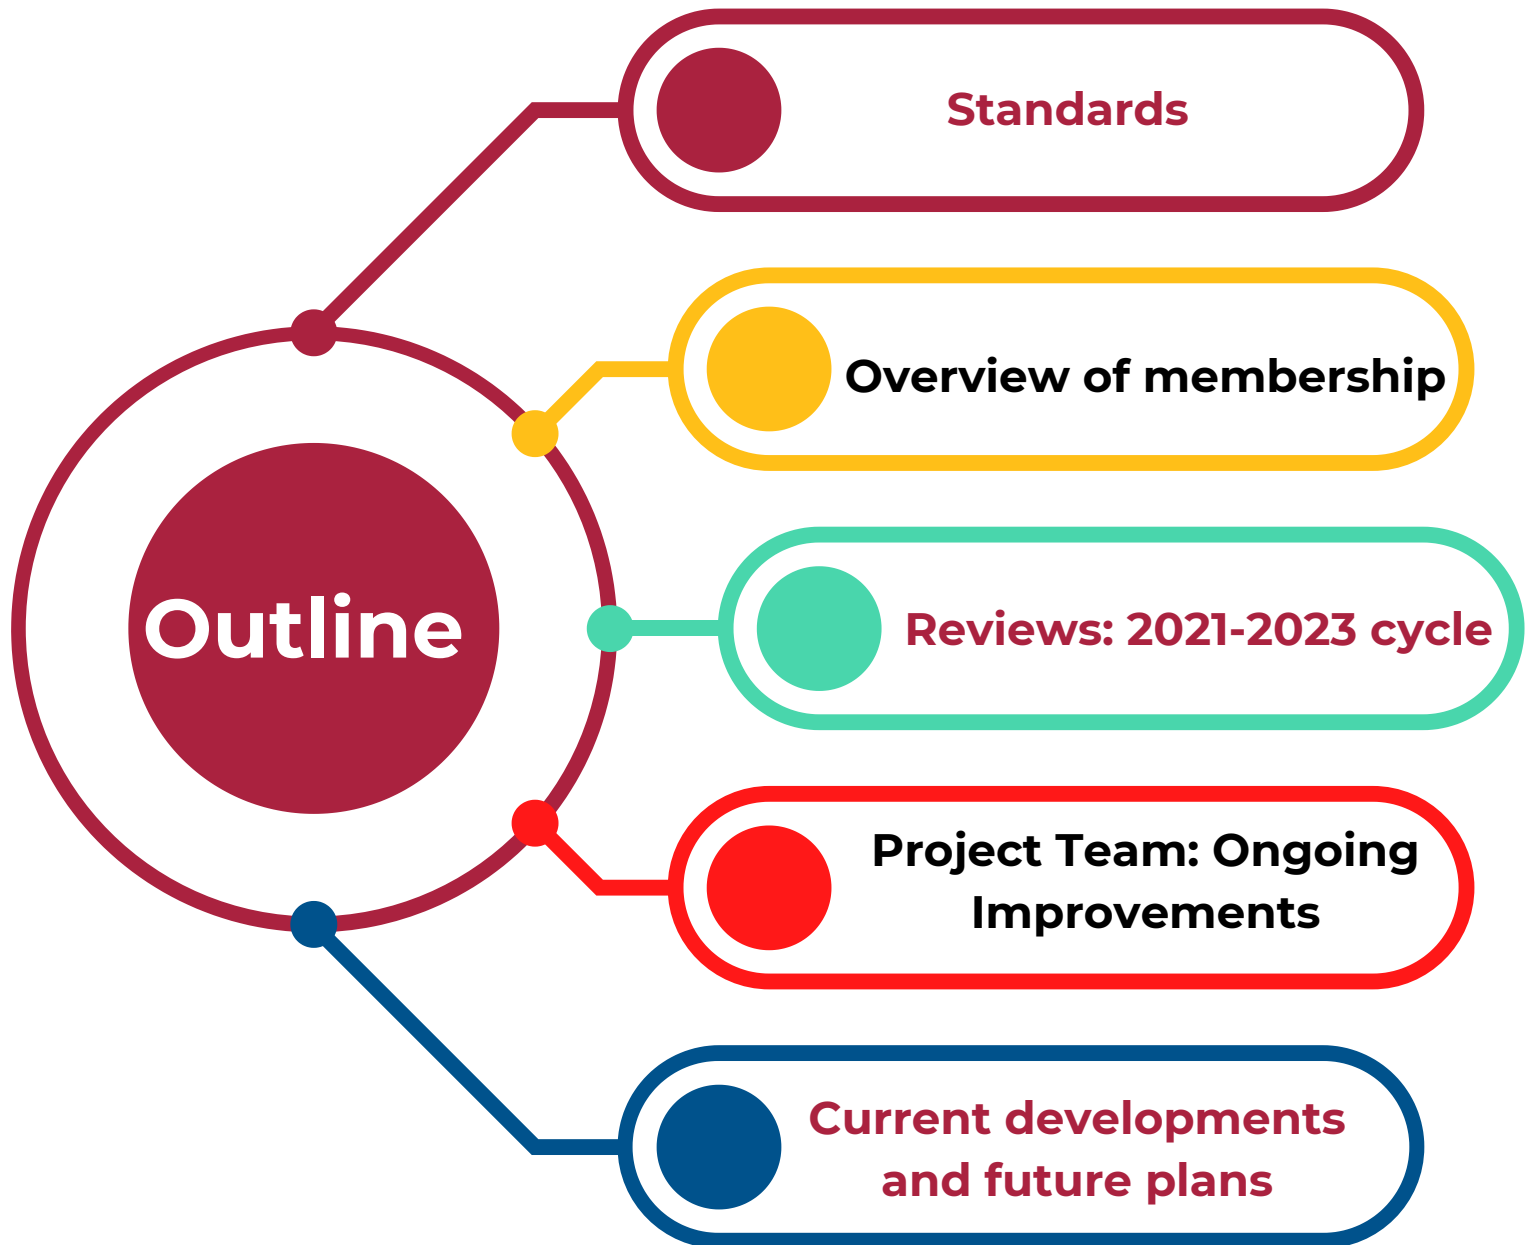 Outline
Standards
Overview of membership
Reviews: 2021-2023 cycle
Project Team: Ongoing
Improvements
Current developments
and future plans